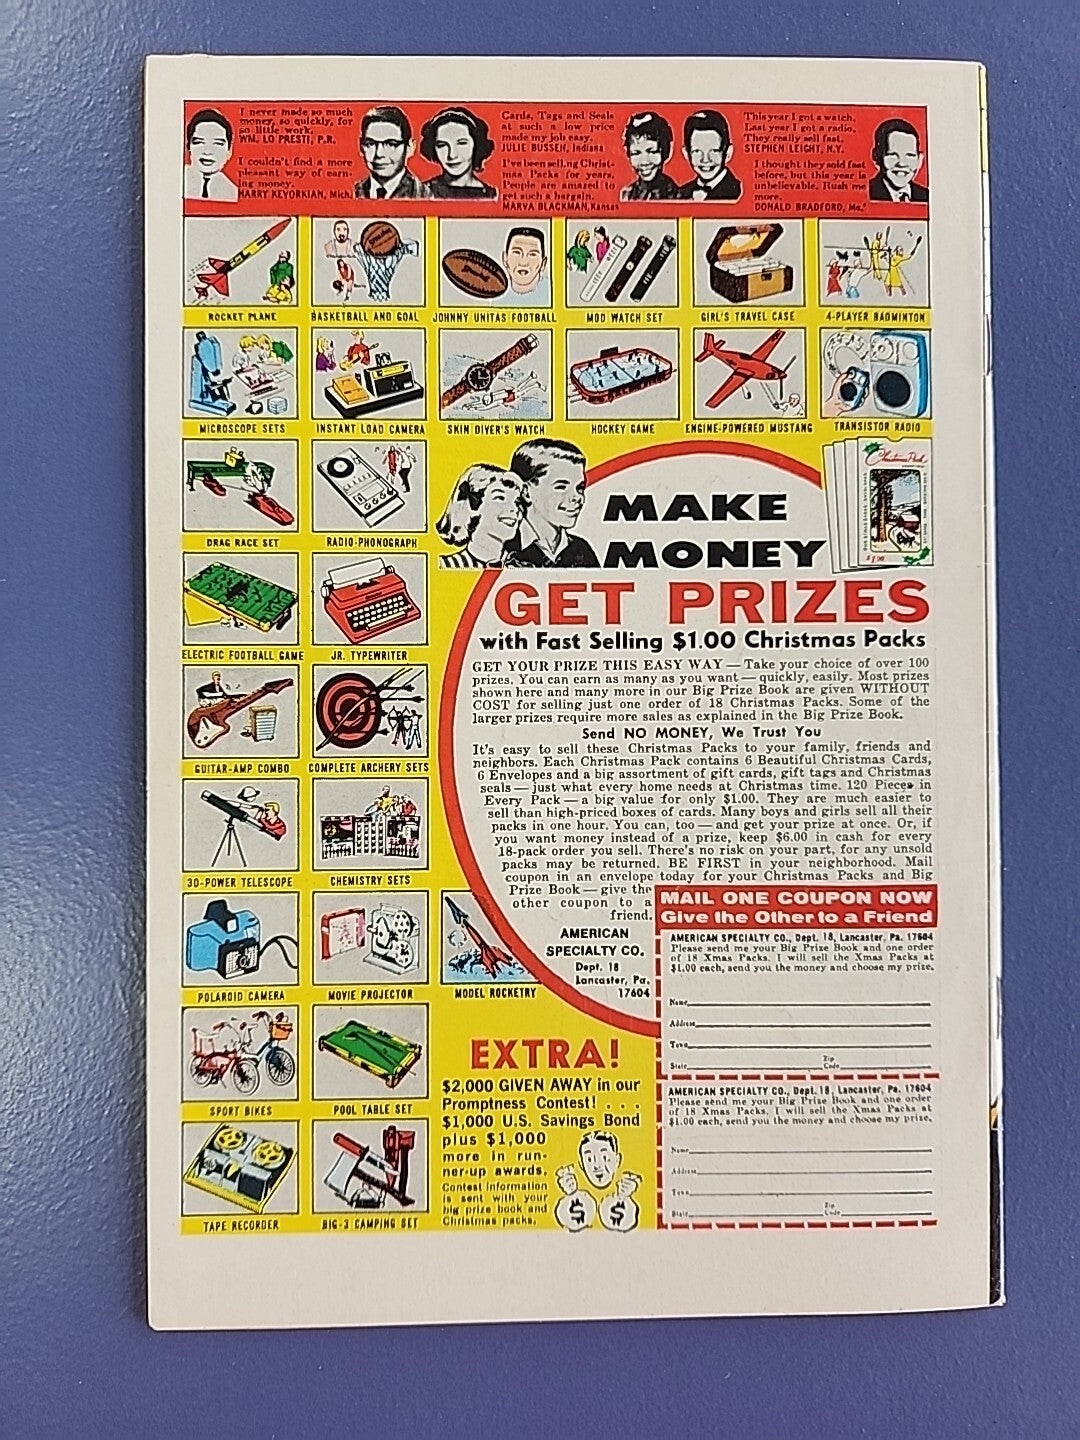 I never made so much
money, so quickly, for
so little work.
WM. LO PRESTI, P.R.
I couldn't find a more
pleasant way of earn-
ing money.
HARRY KEVORKIAN, Mich.
Cards, Tags and Seals
at such a low price
made my job easy.
JULIE BUSSEN, Indiana
I've been selling Christ-
mas Packs for years.
People are amazed to
get such a bargain.
MARVA BLACKMAN, Kansas
This year I got a watch.
Last year I got a radio.
They really sell fast.
STEPHEN LEIGHT, N.Y.
I thought they sold fast
before, but this year is
unbelievable. Rush me
more.
DONALD BRADFORD, Mo.
ROCKET PLANE
BASKETBALL AND GOAL
JOHNNY UNITAS FOOTBALL
MOD WATCH SET
GIRL'S TRAVEL CASE
4-PLAYER BADMINTON
MICROSCOPE SETS
INSTANT LOAD CAMERA
SKIN DIVER'S WATCH
HOCKEY GAME
ENGINE-POWERED MUSTANG
TRANSISTOR RADIO
DRAG RACE SET
RADIO-PHONOGRAPH
ELECTRIC FOOTBALL GAME
JR. TYPEWRITER
GUITAR-AMP COMBO
COMPLETE ARCHERY SETS
30-POWER TELESCOPE
CHEMISTRY SETS
POLAROID CAMERA
MOVIE PROJECTOR
MODEL ROCKETRY
SPORT BIKES
POOL TABLE SET
TAPE RECORDER
BIG-3 CAMPING SET
Christmas Pack
$1.00
MAKE
MONEY
GET PRIZES
with Fast Selling $1.00 Christmas Packs
GET YOUR PRIZE THIS EASY WAY — Take your choice of over 100
prizes. You can earn as many as you want — quickly, easily. Most prizes
shown here and many more in our Big Prize Book are given WITHOUT
COST for selling just one order of 18 Christmas Packs. Some of the
larger prizes require more sales as explained in the Big Prize Book.
Send NO MONEY, We Trust You
It's easy to sell these Christmas Packs to your family, friends and
neighbors. Each Christmas Pack contains 6 Beautiful Christmas Cards,
6 Envelopes and a big assortment of gift cards, gift tags and Christmas
seals — just what every home needs at Christmas time. 120 Pieces in
Every Pack — a big value for only $1.00. They are much easier to
sell than high-priced boxes of cards. Many boys and girls sell all their
packs in one hour. You can, too — and get your prize at once. Or, if
you want money instead of a prize, keep $6.00 in cash for every
18-pack order you sell. There's no risk on your part, for any unsold
packs may be returned. BE FIRST in your neighborhood. Mail
coupon in an envelope today for your Christmas Packs and Big
Prize Book — give the
other coupon to a
friend.
AMERICAN
SPECIALTY CO.
Dept. 18
Lancaster, Pa.
17604
EXTRA!
$2,000 GIVEN AWAY in our
Promptness Contest! . . .
$1,000 U.S. Savings Bond
plus $1,000
more in run-
ner-up awards.
Contest information
is sent with your
big prize book and
Christmas packs.
$ $
MAIL ONE COUPON NOW
Give the Other to a Friend
AMERICAN SPECIALTY CO., Dept. 18, Lancaster, Pa. 17604
Please send me your Big Prize Book and one order
of 18 Xmas Packs. I will sell the Xmas Packs at
$1.00 each, send you the money and choose my prize.
Name
Address
Town
State Zip Code
AMERICAN SPECIALTY CO., Dept. 18, Lancaster, Pa. 17604
Please send me your Big Prize Book and one order
of 18 Xmas Packs. I will sell the Xmas Packs at
$1.00 each, send you the money and choose my prize.
Name
Address
Town
State Zip Code